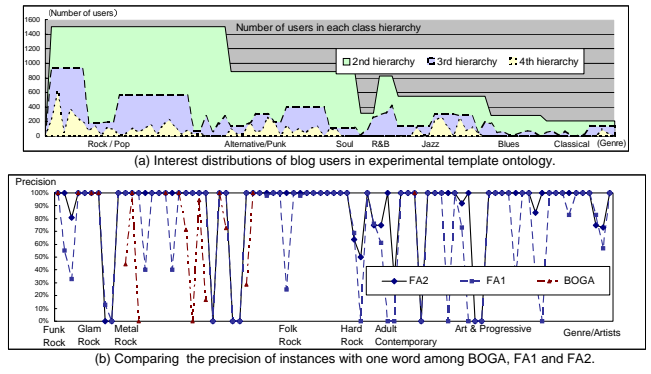 (Number of users)
Number of users in each class hierarchy
1600
1400
1200
1000
800
600
400
200
0
2nd hierarchy 3rd hierarchy 4th hierarchy
Rock / Pop Alternative/Punk Soul R&B Jazz Blues Classical (Genre)
(a) Interest distributions of blog users in experimental template ontology.
Precision
100%
90%
80%
70%
60%
50%
40%
30%
20%
10%
0%
FA2 FA1 BOGA
Funk Rock
Glam Rock
Metal Rock
Folk Rock
Hard Rock
Adult Contemporary
Art & Progressive
Genre/Artists
(b) Comparing the precision of instances with one word among BOGA, FA1 and FA2.